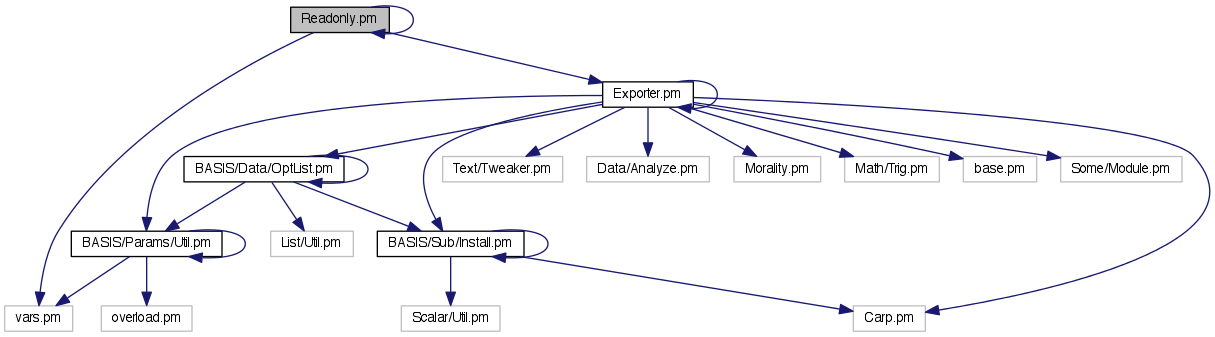 Readonly.pm
Exporter.pm
BASIS/Data/OptList.pm
Text/Tweaker.pm
Data/Analyze.pm
Morality.pm
Math/Trig.pm
base.pm
Some/Module.pm
BASIS/Params/Util.pm
List/Util.pm
BASIS/Sub/Install.pm
vars.pm
overload.pm
Scalar/Util.pm
Carp.pm